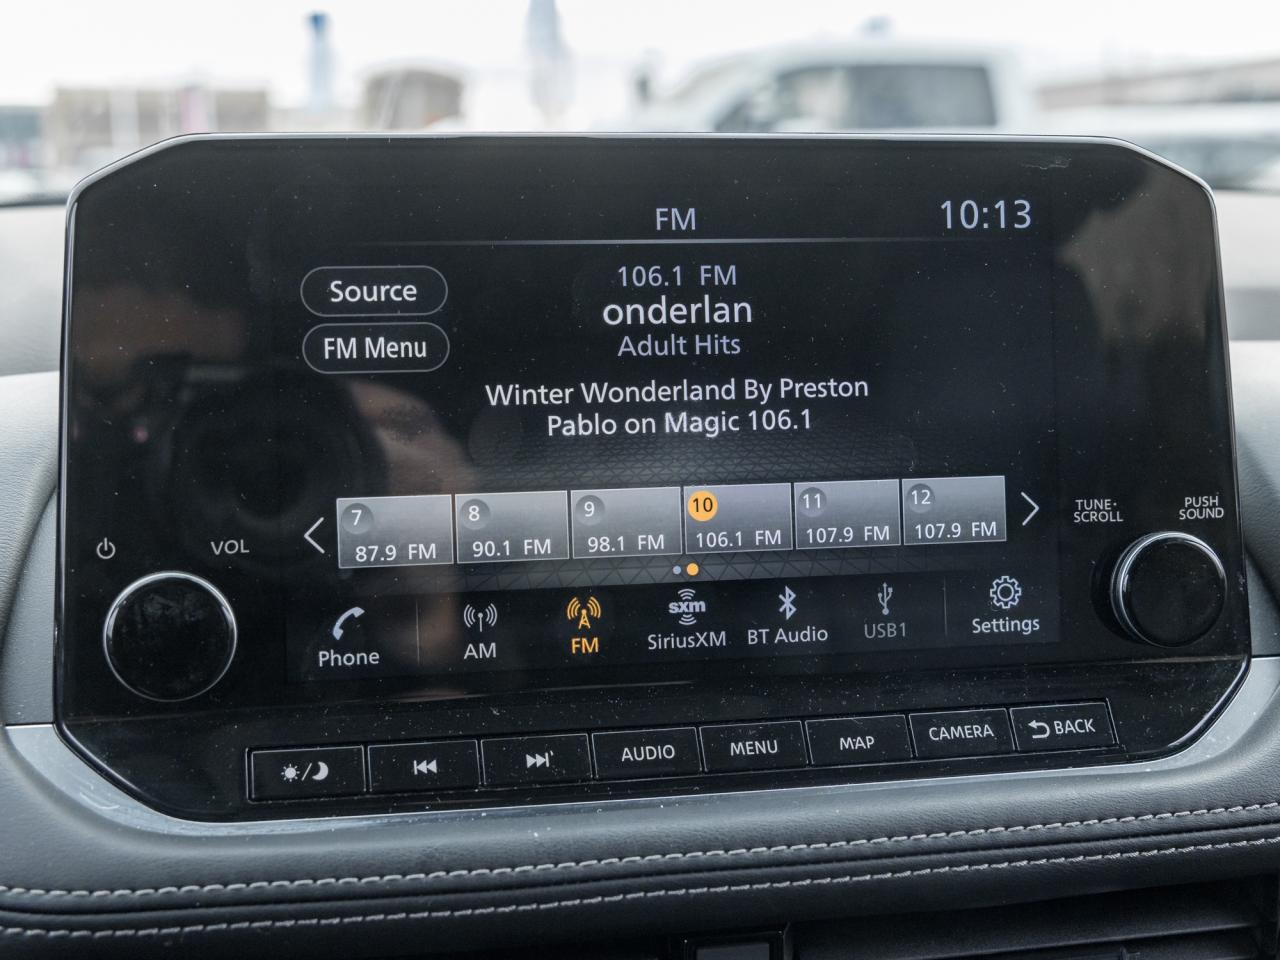 FM
10:13
Source
106.1 FM
onderlan
FM Menu
Adult Hits
Winter Wonderland By Preston
Pablo on Magic 106.1
7
87.9 FM
8
90.1 FM
9
98.1 FM
10
106.1 FM
11
107.9 FM
12
107.9 FM
VOL
TUNE·
SCROLL
PUSH
SOUND
Phone
AM
FM
sxm
SiriusXM
BT Audio
USB1
Settings
AUDIO
MENU
MAP
CAMERA
BACK